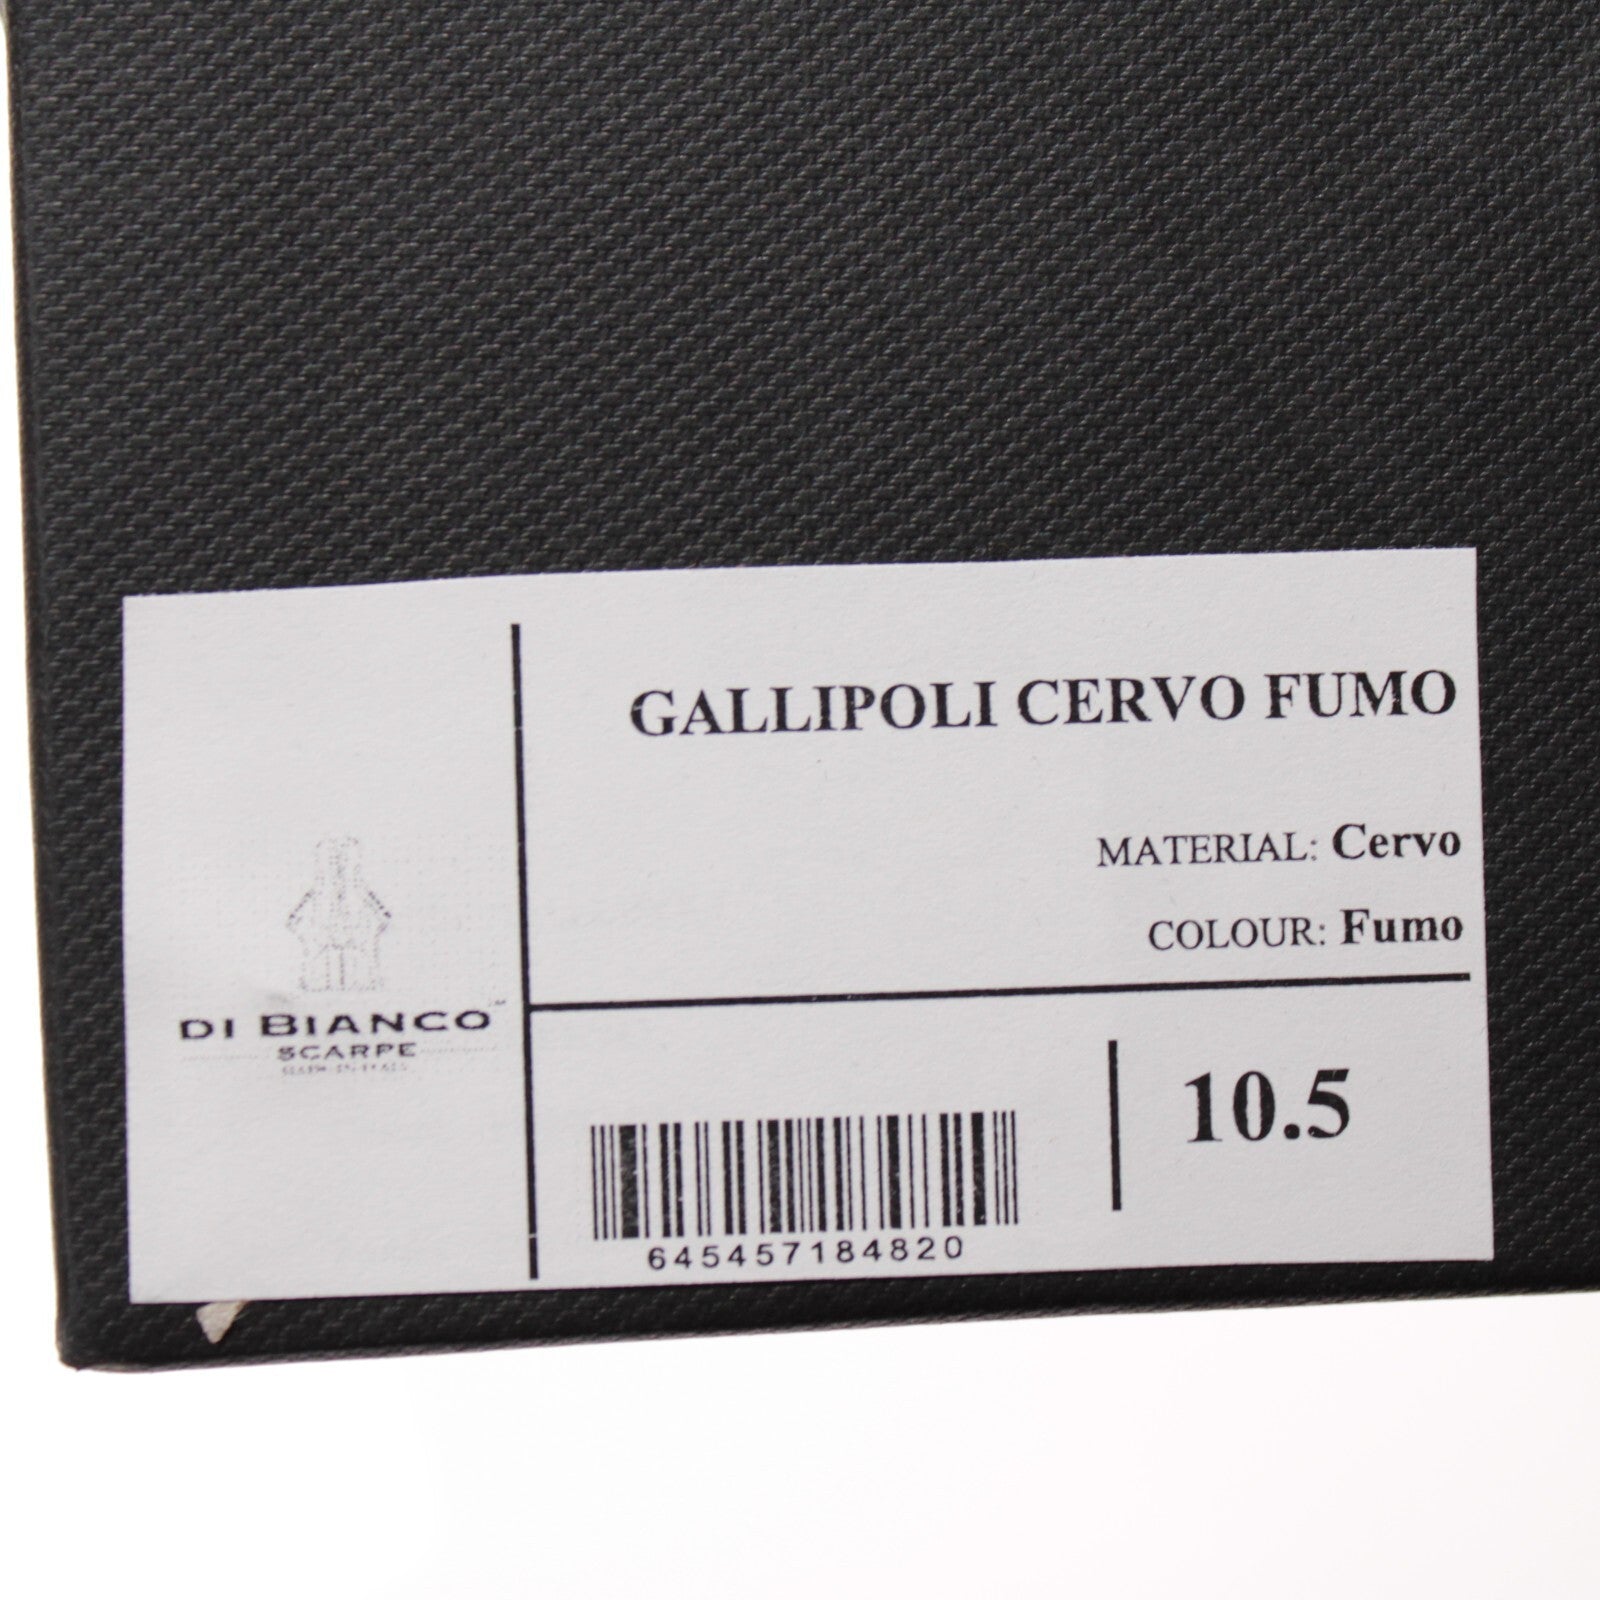 GALLIPOLI CERVO FUMO
MATERIAL: Cervo
COLOUR: Fumo
DI BIANCO
SCARPE
645457184820
10.5